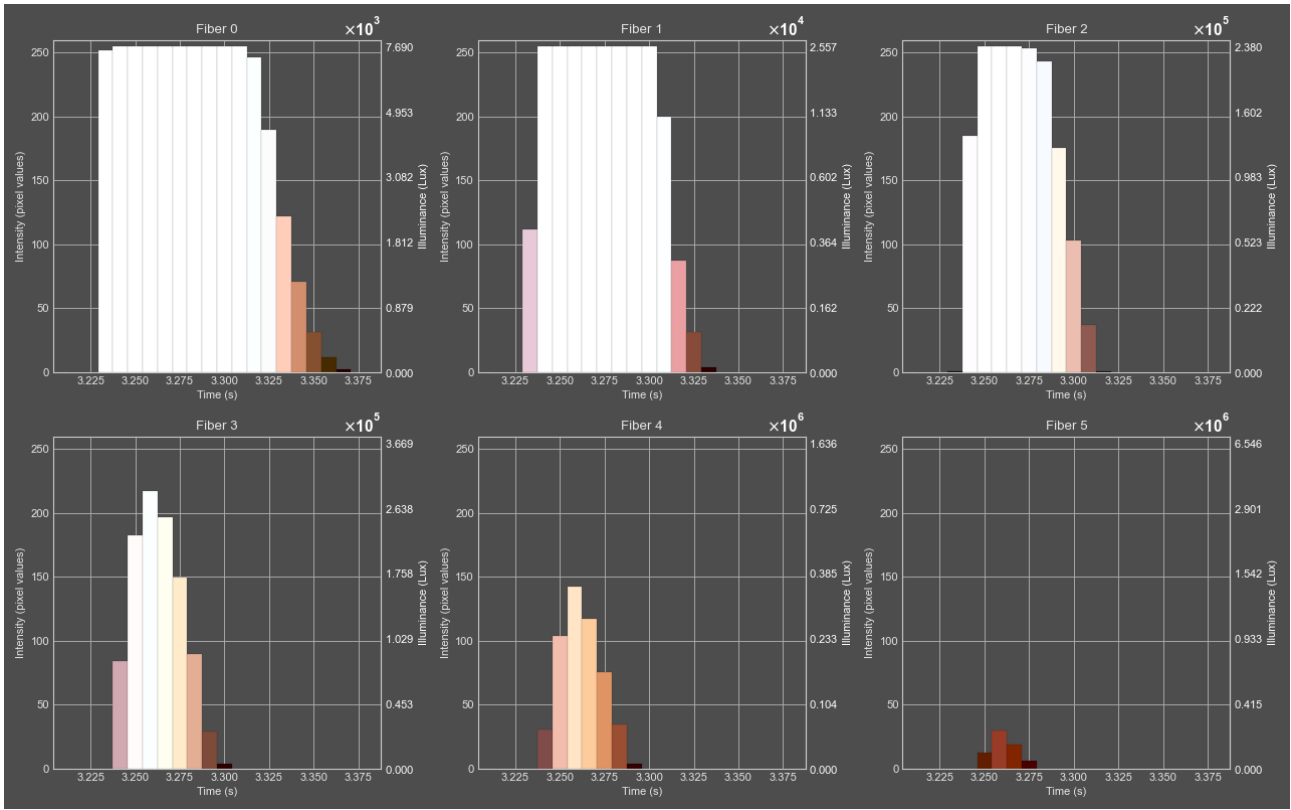 Fiber 0
×10³
Intensity (pixel values)
250
200
150
100
50
0
7.690
4.953
3.082
1.812
0.879
0.000
Illuminance (Lux)
3.225 3.250 3.275 3.300 3.325 3.350 3.375
Time (s)
Fiber 1
×10⁴
Intensity (pixel values)
250
200
150
100
50
0
2.557
1.133
0.602
0.364
0.162
0.000
Illuminance (Lux)
3.225 3.250 3.275 3.300 3.325 3.350 3.375
Time (s)
Fiber 2
×10⁵
Intensity (pixel values)
250
200
150
100
50
0
2.380
1.602
0.983
0.523
0.222
0.000
Illuminance (Lux)
3.225 3.250 3.275 3.300 3.325 3.350 3.375
Time (s)
Fiber 3
×10⁵
Intensity (pixel values)
250
200
150
100
50
0
3.669
2.638
1.758
1.029
0.453
0.000
Illuminance (Lux)
3.225 3.250 3.275 3.300 3.325 3.350 3.375
Time (s)
Fiber 4
×10⁶
Intensity (pixel values)
250
200
150
100
50
0
1.636
0.725
0.385
0.233
0.104
0.000
Illuminance (Lux)
3.225 3.250 3.275 3.300 3.325 3.350 3.375
Time (s)
Fiber 5
×10⁶
Intensity (pixel values)
250
200
150
100
50
0
6.546
2.901
1.542
0.933
0.415
0.000
Illuminance (Lux)
3.225 3.250 3.275 3.300 3.325 3.350 3.375
Time (s)